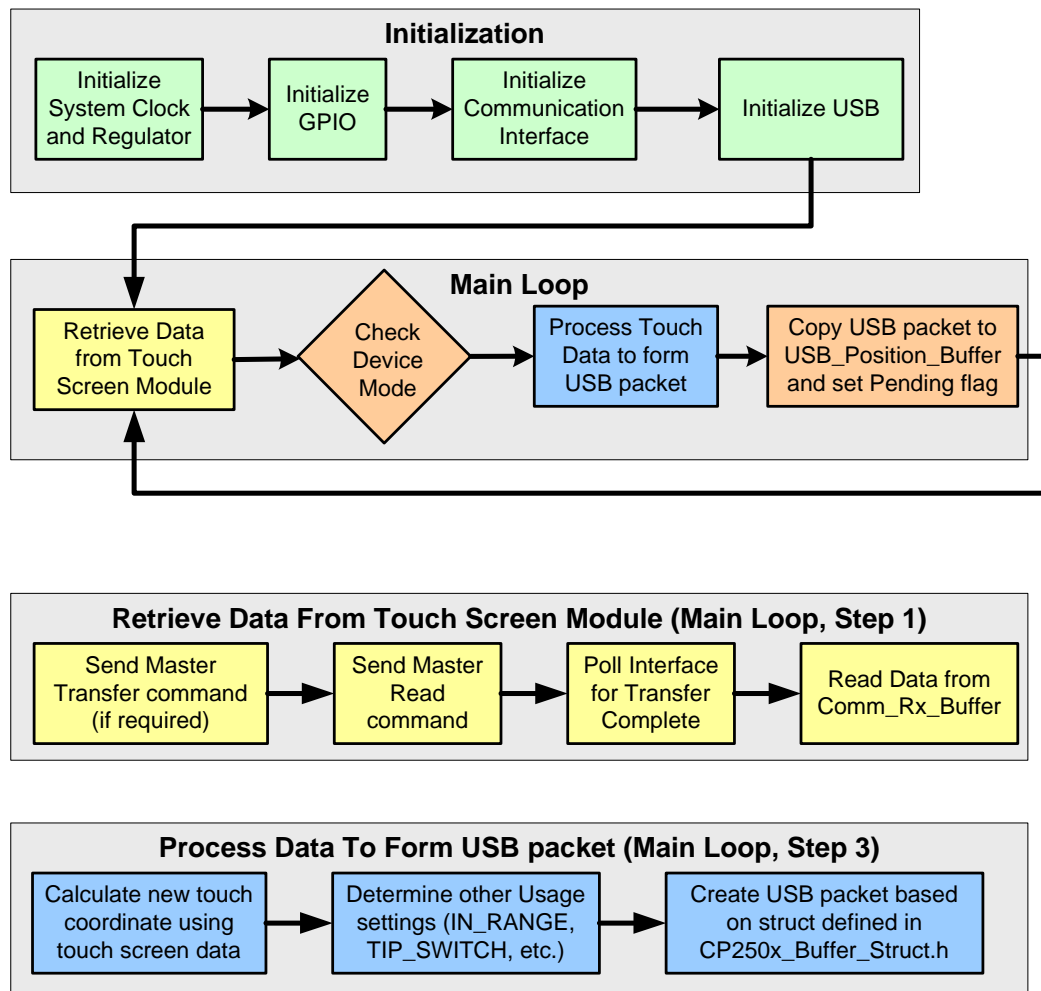 Initialization
Initialize
System Clock
and Regulator
Initialize
GPIO
Initialize
Communication
Interface
Initialize USB
Main Loop
Retrieve Data
from Touch
Screen Module
Check
Device
Mode
Process Touch
Data to form
USB packet
Copy USB packet to
USB_Position_Buffer
and set Pending flag
Retrieve Data From Touch Screen Module (Main Loop, Step 1)
Send Master
Transfer command
(if required)
Send Master
Read
command
Poll Interface
for Transfer
Complete
Read Data from
Comm_Rx_Buffer
Process Data To Form USB packet (Main Loop, Step 3)
Calculate new touch
coordinate using
touch screen data
Determine other Usage
settings (IN_RANGE,
TIP_SWITCH, etc.)
Create USB packet based
on struct defined in
CP250x_Buffer_Struct.h